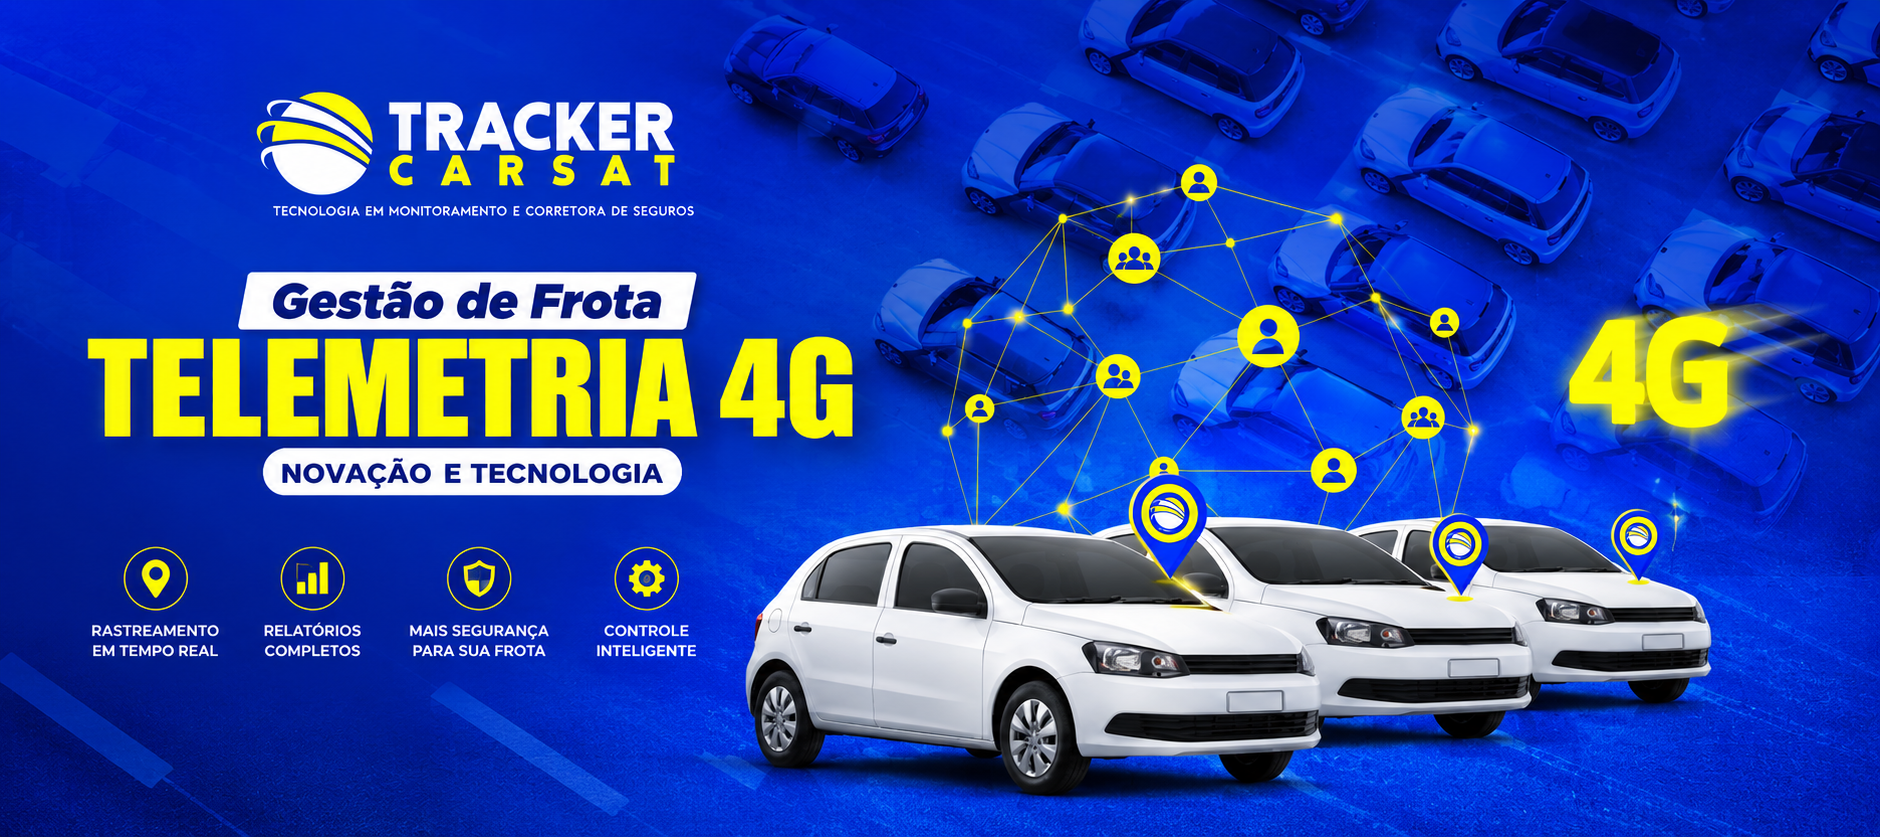 TRACKER
CARSAT
TECNOLOGIA EM MONITORAMENTO E CORRETORA DE SEGUROS
Gestão de Frota
TELEMETRIA 4G
NOVAÇÃO E TECNOLOGIA
4G
RASTREAMENTO
EM TEMPO REAL
RELATÓRIOS
COMPLETOS
MAIS SEGURANÇA
PARA SUA FROTA
CONTROLE
INTELIGENTE